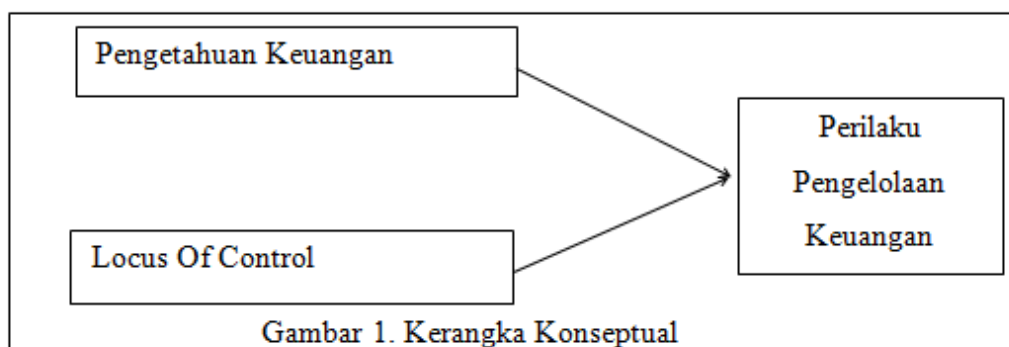 Pengetahuan Keuangan
Perilaku
Pengelolaan
Keuangan
Locus Of Control
Gambar 1. Kerangka Konseptual